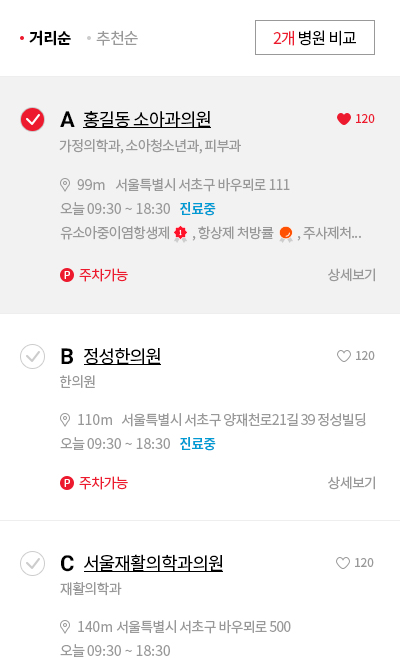 • 거리순 • 추천순 2개 병원 비교
A 홍길동 소아과의원 120
가정의학과, 소아청소년과, 피부과
99m 서울특별시 서초구 바우뫼로 111
오늘 09:30 ~ 18:30 진료중
유소아중이염항생제 1 , 항상제 처방률 , 주사제처...
P 주차가능 상세보기
B 정성한의원 120
한의원
110m 서울특별시 서초구 양재천로21길 39 정성빌딩
오늘 09:30 ~ 18:30 진료중
P 주차가능 상세보기
C 서울재활의학과의원 120
재활의학과
140m 서울특별시 서초구 바우뫼로 500
오늘 09:30 ~ 18:30